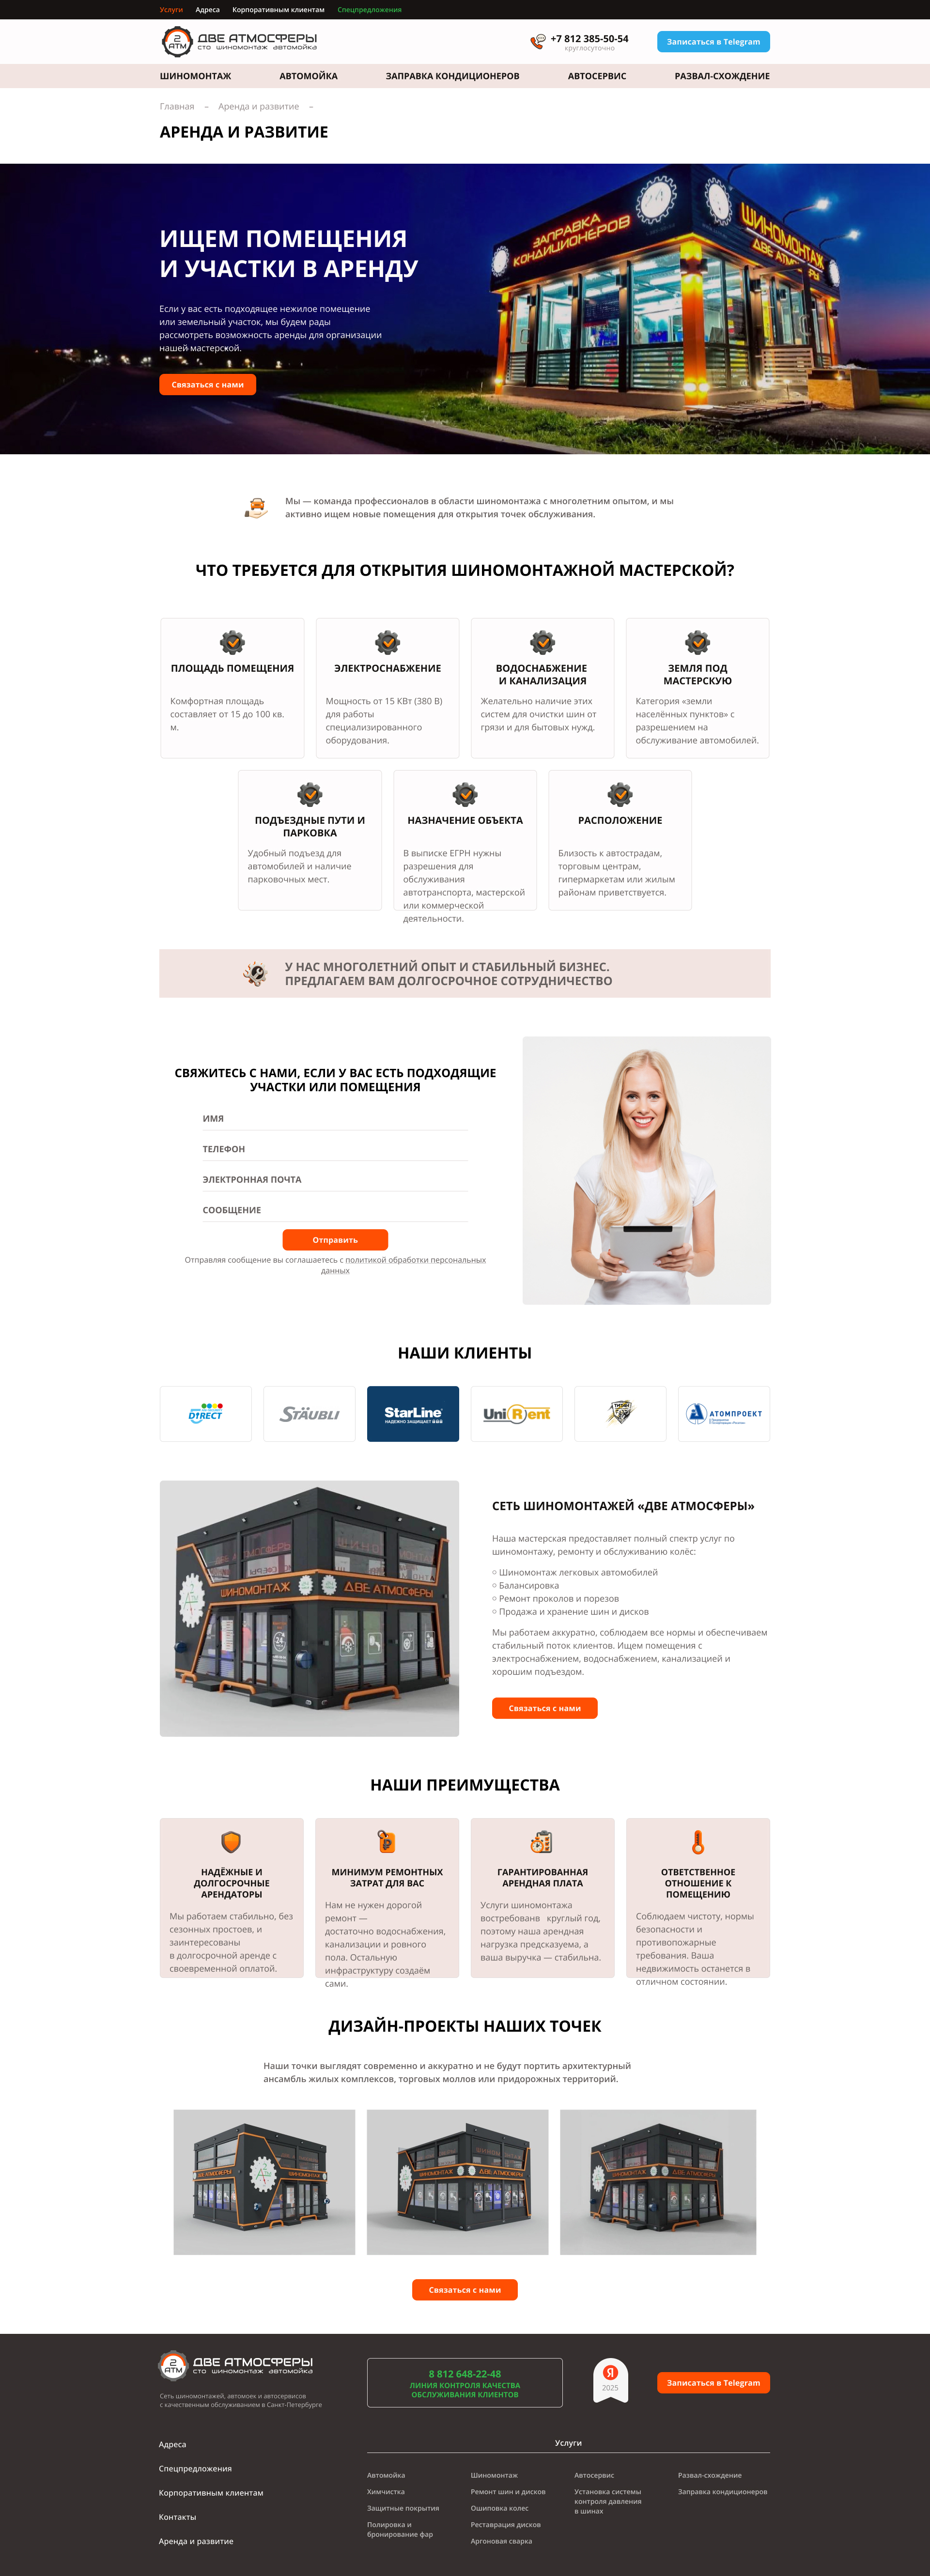 Услуги Адреса Корпоративным клиентам Спецпредложения
2 АТМ ДВЕ АТМОСФЕРЫ
сто шиномонтаж автомойка
+7 812 385-50-54
круглосуточно
Записаться в Telegram
ШИНОМОНТАЖ АВТОМОЙКА ЗАПРАВКА КОНДИЦИОНЕРОВ АВТОСЕРВИС РАЗВАЛ-СХОЖДЕНИЕ
Главная – Аренда и развитие –
АРЕНДА И РАЗВИТИЕ
ИЩЕМ ПОМЕЩЕНИЯ
И УЧАСТКИ В АРЕНДУ
Если у вас есть подходящее нежилое помещение
или земельный участок, мы будем рады
рассмотреть возможность аренды для организации
нашей мастерской.
Связаться с нами
ЗАПРАВКА
КОНДИЦИОНЕРОВ
ШИНОМОНТАЖ
ДВЕ АТМОСФЕРЫ
Мы — команда профессионалов в области шиномонтажа с многолетним опытом, и мы
активно ищем новые помещения для открытия точек обслуживания.
ЧТО ТРЕБУЕТСЯ ДЛЯ ОТКРЫТИЯ ШИНОМОНТАЖНОЙ МАСТЕРСКОЙ?
ПЛОЩАДЬ ПОМЕЩЕНИЯ
Комфортная площадь
составляет от 15 до 100 кв.
м.
ЭЛЕКТРОСНАБЖЕНИЕ
Мощность от 15 КВт (380 В)
для работы
специализированного
оборудования.
ВОДОСНАБЖЕНИЕ
И КАНАЛИЗАЦИЯ
Желательно наличие этих
систем для очистки шин от
грязи и для бытовых нужд.
ЗЕМЛЯ ПОД
МАСТЕРСКУЮ
Категория «земли
населённых пунктов» с
разрешением на
обслуживание автомобилей.
ПОДЪЕЗДНЫЕ ПУТИ И
ПАРКОВКА
Удобный подъезд для
автомобилей и наличие
парковочных мест.
НАЗНАЧЕНИЕ ОБЪЕКТА
В выписке ЕГРН нужны
разрешения для
обслуживания
автотранспорта, мастерской
или коммерческой
деятельности.
РАСПОЛОЖЕНИЕ
Близость к автострадам,
торговым центрам,
гипермаркетам или жилым
районам приветствуется.
У НАС МНОГОЛЕТНИЙ ОПЫТ И СТАБИЛЬНЫЙ БИЗНЕС.
ПРЕДЛАГАЕМ ВАМ ДОЛГОСРОЧНОЕ СОТРУДНИЧЕСТВО
СВЯЖИТЕСЬ С НАМИ, ЕСЛИ У ВАС ЕСТЬ ПОДХОДЯЩИЕ
УЧАСТКИ ИЛИ ПОМЕЩЕНИЯ
ИМЯ
ТЕЛЕФОН
ЭЛЕКТРОННАЯ ПОЧТА
СООБЩЕНИЕ
Отправить
Отправляя сообщение вы соглашаетесь с политикой обработки персональных
данных
НАШИ КЛИЕНТЫ
STÄUBLI
StarLine
НАДЕЖНО ЗАЩИЩАЕТ
UniRent
ТИТАН
АТОМПРОЕКТ
СЕТЬ ШИНОМОНТАЖЕЙ «ДВЕ АТМОСФЕРЫ»
Наша мастерская предоставляет полный спектр услуг по
шиномонтажу, ремонту и обслуживанию колёс:
Шиномонтаж легковых автомобилей
Балансировка
Ремонт проколов и порезов
Продажа и хранение шин и дисков
Мы работаем аккуратно, соблюдаем все нормы и обеспечиваем
стабильный поток клиентов. Ищем помещения с
электроснабжением, водоснабжением, канализацией и
хорошим подъездом.
Связаться с нами
ШИНОМОНТАЖ ДВЕ АТМОСФЕРЫ
24
НАШИ ПРЕИМУЩЕСТВА
НАДЁЖНЫЕ И
ДОЛГОСРОЧНЫЕ
АРЕНДАТОРЫ
Мы работаем стабильно, без
сезонных простоев, и
заинтересованы
в долгосрочной аренде с
своевременной оплатой.
МИНИМУМ РЕМОНТНЫХ
ЗАТРАТ ДЛЯ ВАС
Нам не нужен дорогой
ремонт —
достаточно водоснабжения,
канализации и ровного
пола. Остальную
инфраструктуру создаём
сами.
ГАРАНТИРОВАННАЯ
АРЕНДНАЯ ПЛАТА
Услуги шиномонтажа
востребованв круглый год,
поэтому наша арендная
нагрузка предсказуема, а
ваша выручка — стабильна.
ОТВЕТСТВЕННОЕ
ОТНОШЕНИЕ К
ПОМЕЩЕНИЮ
Соблюдаем чистоту, нормы
безопасности и
противопожарные
требования. Ваша
недвижимость останется в
отличном состоянии.
ДИЗАЙН-ПРОЕКТЫ НАШИХ ТОЧЕК
Наши точки выглядят современно и аккуратно и не будут портить архитектурный
ансамбль жилых комплексов, торговых моллов или придорожных территорий.
ДВЕ АТМОСФЕРЫ ШИНОМОНТАЖ
ШИНОМОНТАЖ ДВЕ АТМОСФЕРЫ
ШИНОМОНТАЖ ДВЕ АТМОСФЕРЫ
Связаться с нами
2 АТМ ДВЕ АТМОСФЕРЫ
сто шиномонтаж автомойка
Сеть шиномонтажей, автомоек и автосервисов
с качественным обслуживанием в Санкт-Петербурге
8 812 648-22-48
ЛИНИЯ КОНТРОЛЯ КАЧЕСТВА
ОБСЛУЖИВАНИЯ КЛИЕНТОВ
Я
2025
Записаться в Telegram
Адреса
Спецпредложения
Корпоративным клиентам
Контакты
Аренда и развитие
Услуги
Автомойка
Химчистка
Защитные покрытия
Полировка и
бронирование фар
Шиномонтаж
Ремонт шин и дисков
Ошиповка колес
Реставрация дисков
Аргоновая сварка
Автосервис
Установка системы
контроля давления
в шинах
Развал-схождение
Заправка кондиционеров